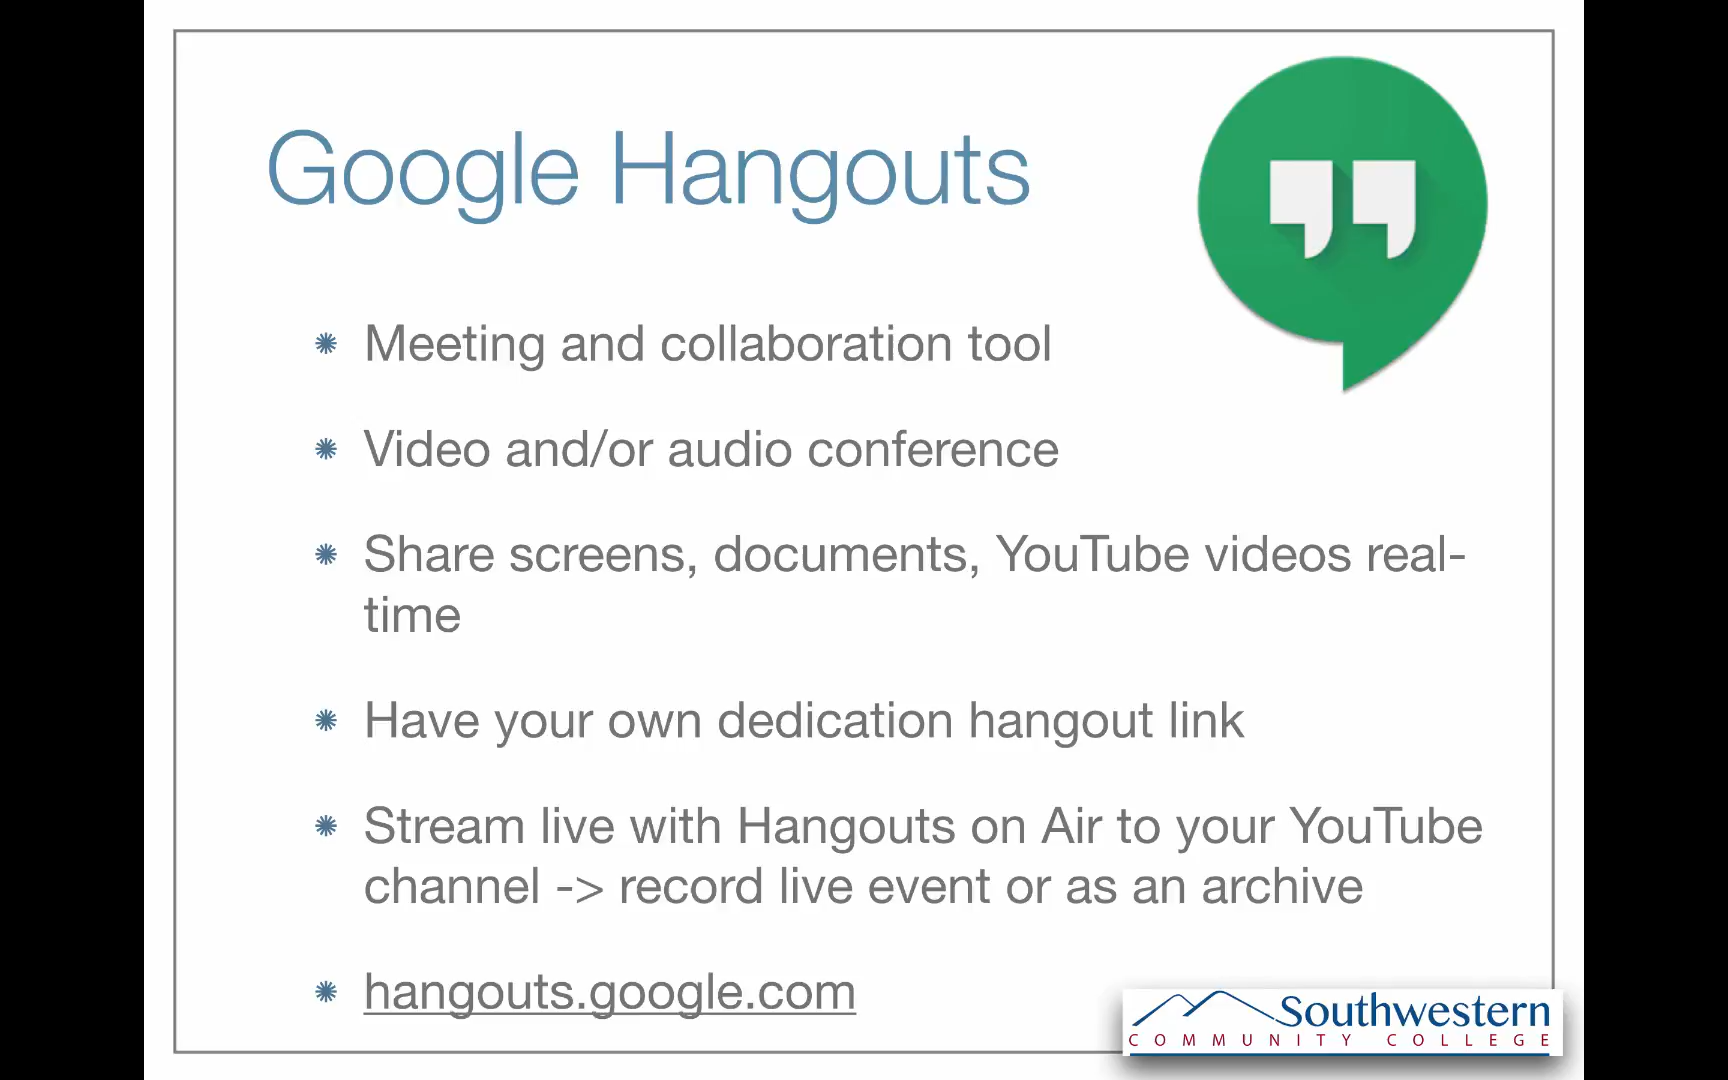 Google Hangouts
Meeting and collaboration tool
Video and/or audio conference
Share screens, documents, YouTube videos real-
time
Have your own dedication hangout link
Stream live with Hangouts on Air to your YouTube
channel -> record live event or as an archive
hangouts.google.com
Southwestern
COMMUNITY COLLEGE